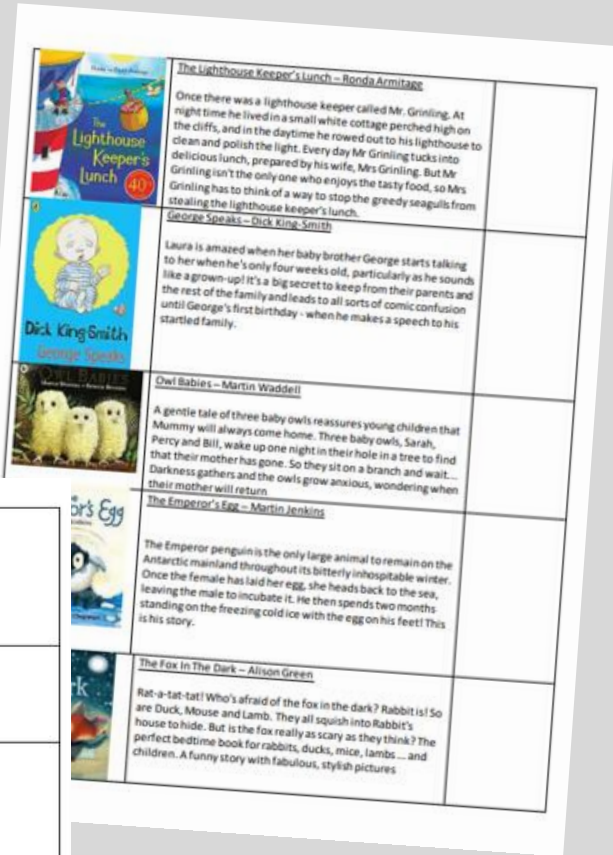 The Lighthouse Keeper's Lunch – Ronda Armitage
Once there was a lighthouse keeper called Mr. Grinling. At
night time he lived in a small white cottage perched high on
the cliffs, and in the daytime he rowed out to his lighthouse to
clean and polish the light. Every day Mr Grinling tucks into
delicious lunch, prepared by his wife, Mrs Grinling. But Mr
Grinling isn't the only one who enjoys the tasty food, so Mrs
Grinling has to think of a way to stop the greedy seagulls from
stealing the lighthouse keeper's lunch.
The
Lighthouse
Keeper's
Lunch
40
George Speaks – Dick King-Smith
Laura is amazed when her baby brother George starts talking
to her when he's only four weeks old, particularly as he sounds
like a grown-up! It's a big secret to keep from their parents and
the rest of the family and leads to all sorts of comic confusion
until George's first birthday - when he makes a speech to his
startled family.
Dick King-Smith
George Speaks
Owl Babies – Martin Waddell
A gentle tale of three baby owls reassures young children that
Mummy will always come home. Three baby owls, Sarah,
Percy and Bill, wake up one night in their hole in a tree to find
that their mother has gone. So they sit on a branch and wait....
Darkness gathers and the owls grow anxious, wondering when
their mother will return
OWL BABIES
The Emperor's Egg – Martin Jenkins
The Emperor penguin is the only large animal to remain on the
Antarctic mainland throughout its bitterly inhospitable winter.
Once the female has laid her egg, she heads back to the sea,
leaving the male to incubate it. He then spends two months
standing on the freezing cold ice with the egg on his feet! This
is his story.
or's Egg
The Fox In The Dark – Alison Green
Rat-a-tat-tat! Who's afraid of the fox in the dark? Rabbit is! So
are Duck, Mouse and Lamb. They all squish into Rabbit's
house to hide. But is the fox really as scary as they think? The
perfect bedtime book for rabbits, ducks, mice, lambs ... and
children. A funny story with fabulous, stylish pictures
rk